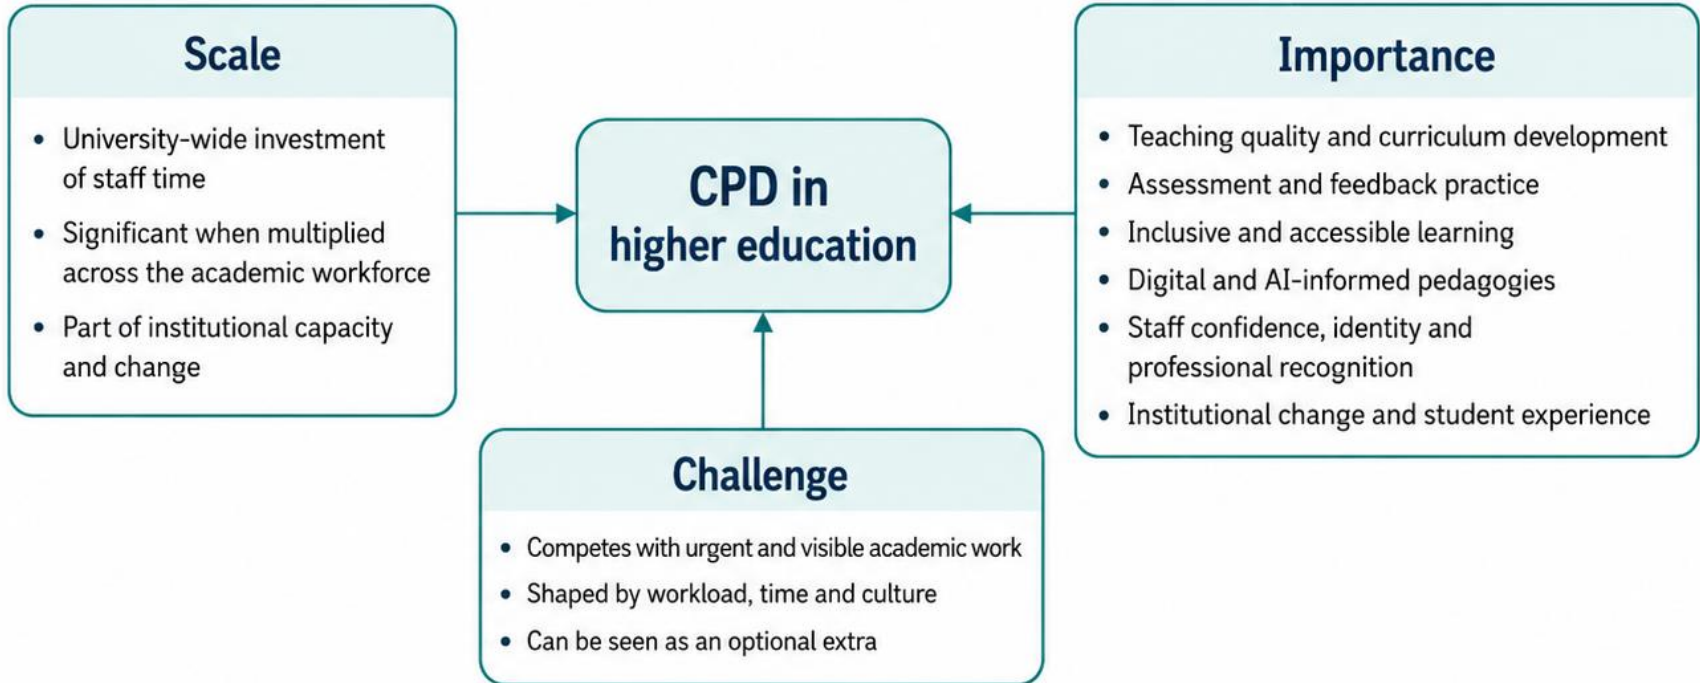 Scale
• University-wide investment
of staff time
• Significant when multiplied
across the academic workforce
• Part of institutional capacity
and change
CPD in
higher education
Importance
• Teaching quality and curriculum development
• Assessment and feedback practice
• Inclusive and accessible learning
• Digital and AI-informed pedagogies
• Staff confidence, identity and
professional recognition
• Institutional change and student experience
Challenge
• Competes with urgent and visible academic work
• Shaped by workload, time and culture
• Can be seen as an optional extra